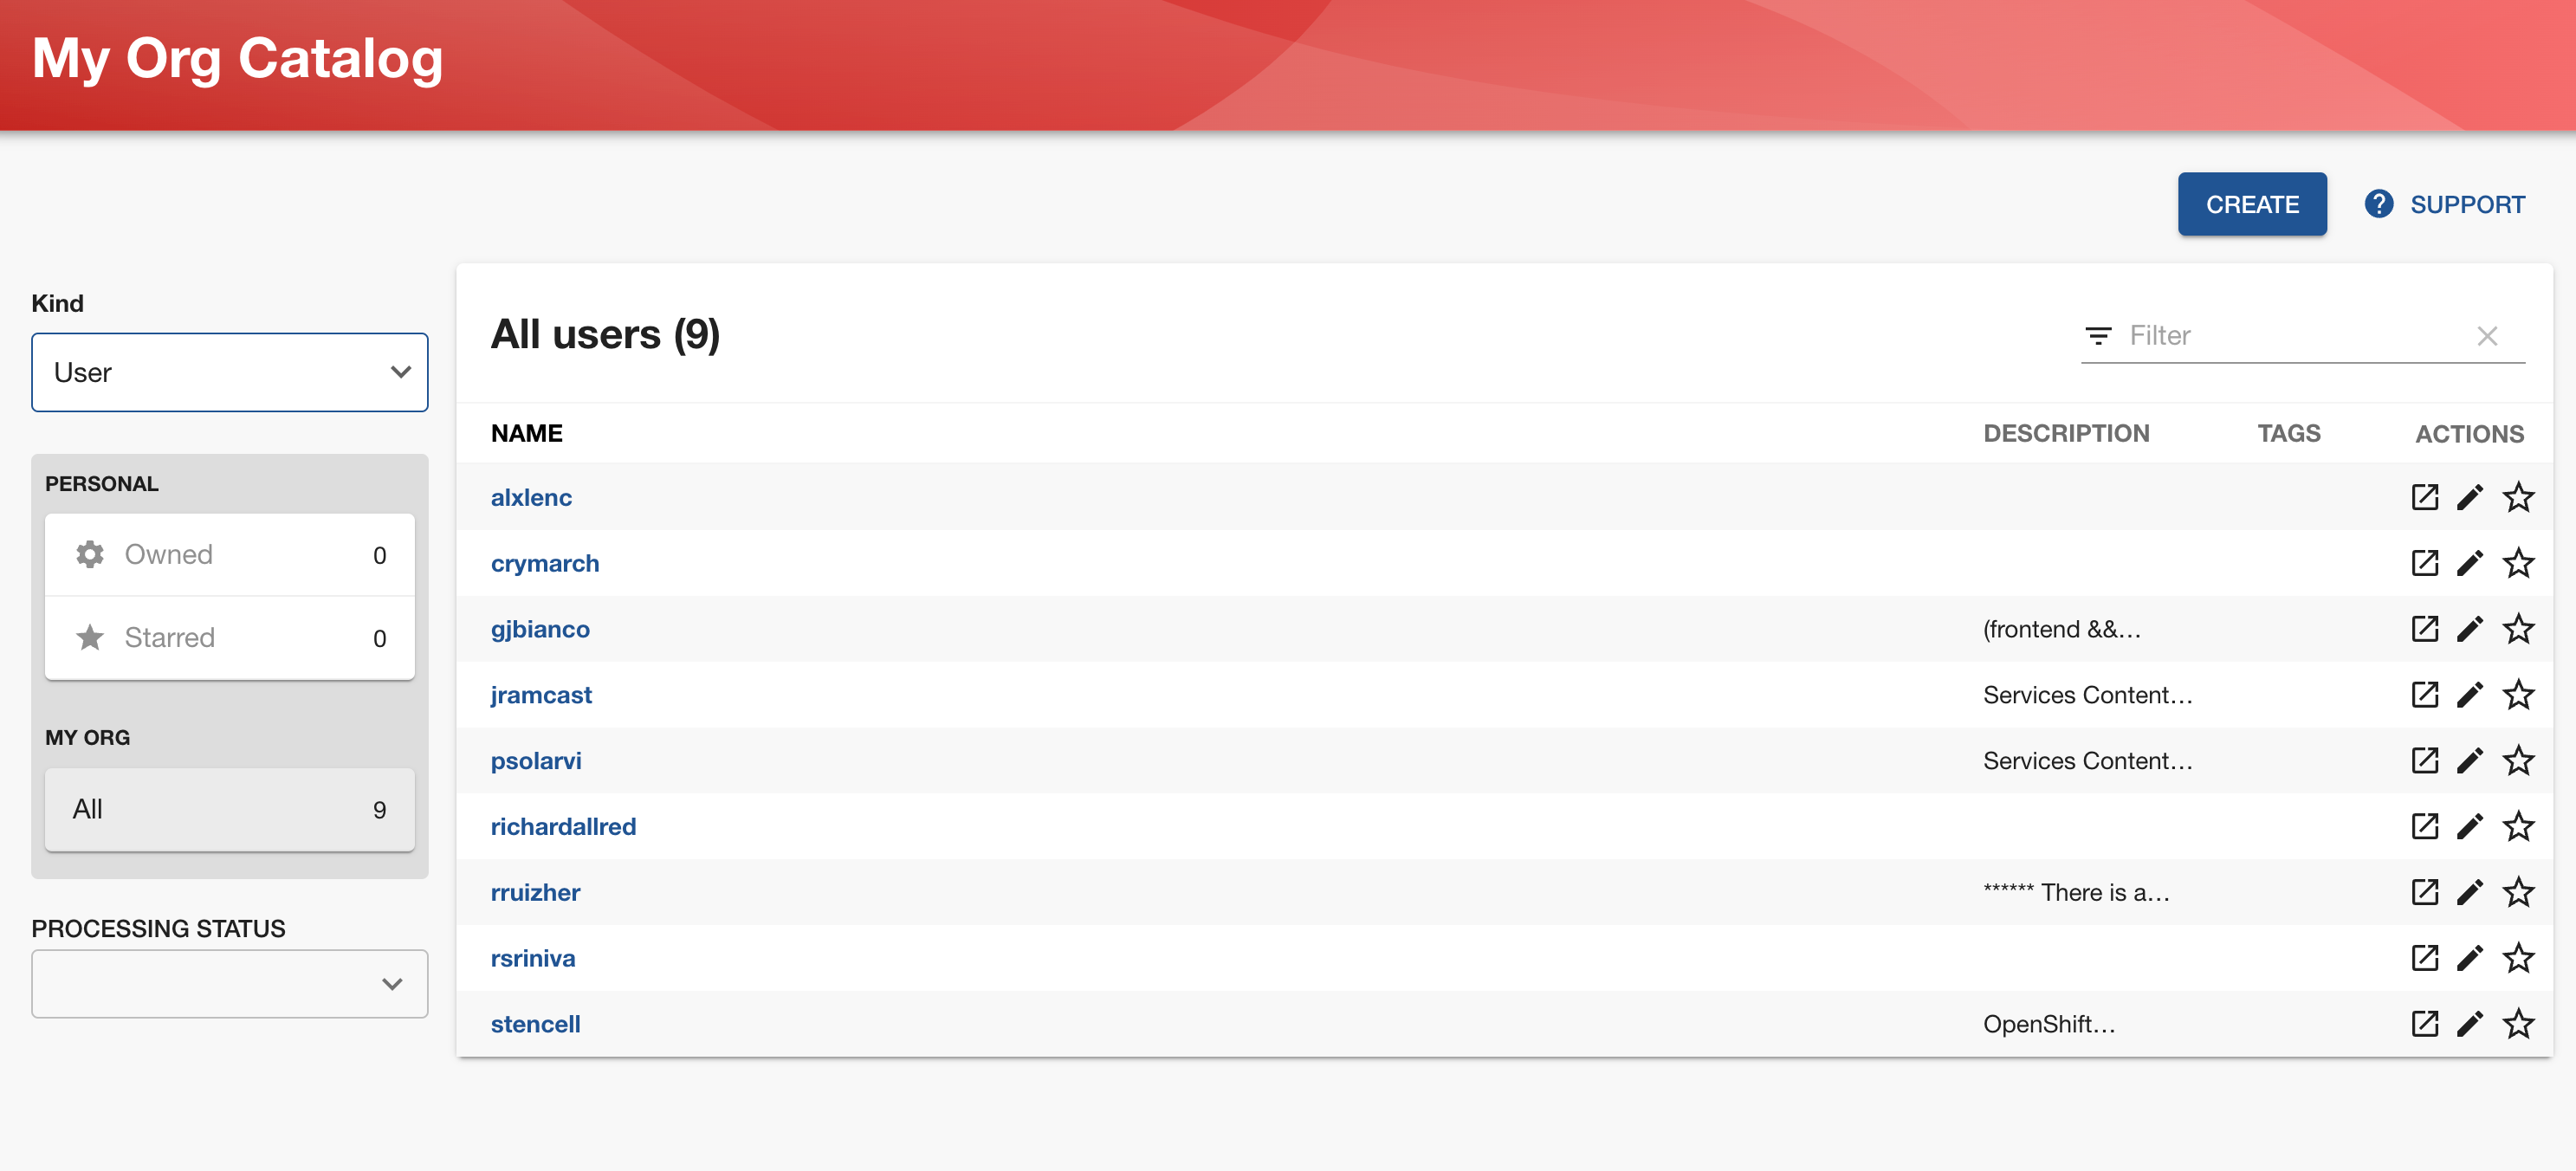 My Org Catalog
CREATE
SUPPORT
Kind
User
PERSONAL
Owned 0
Starred 0
MY ORG
All 9
PROCESSING STATUS
All users (9)
Filter
NAME DESCRIPTION TAGS ACTIONS
alxlenc
crymarch
gjbianco (frontend &&…
jramcast Services Content…
psolarvi Services Content…
richardallred
rruizher ****** There is a…
rsriniva
stencell OpenShift…